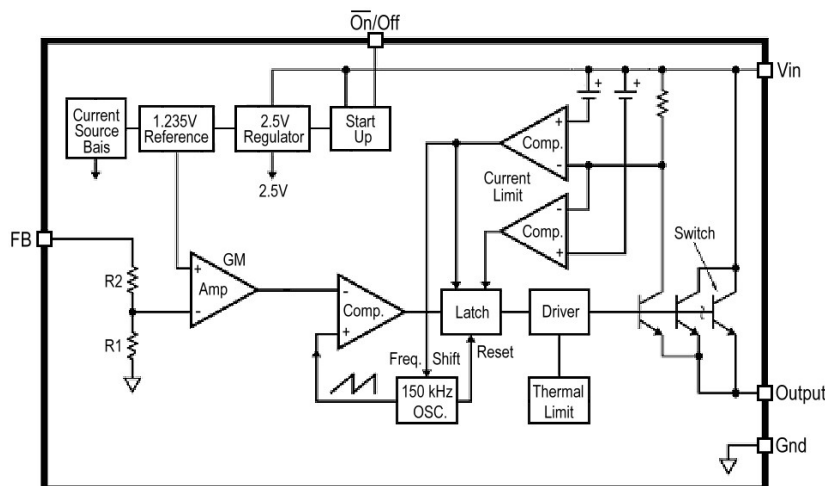 On/Off
Vin
Current
Source
Bais
1.235V
Reference
2.5V
Regulator
Start
Up
2.5V
+
+
+
Comp.
-
Current
Limit
-
Comp.
+
FB
R2
R1
GM
+
Amp
-
-
Comp.
+
Latch
Driver
Switch
Freq. Shift
Reset
150 kHz
OSC.
Thermal
Limit
Output
Gnd